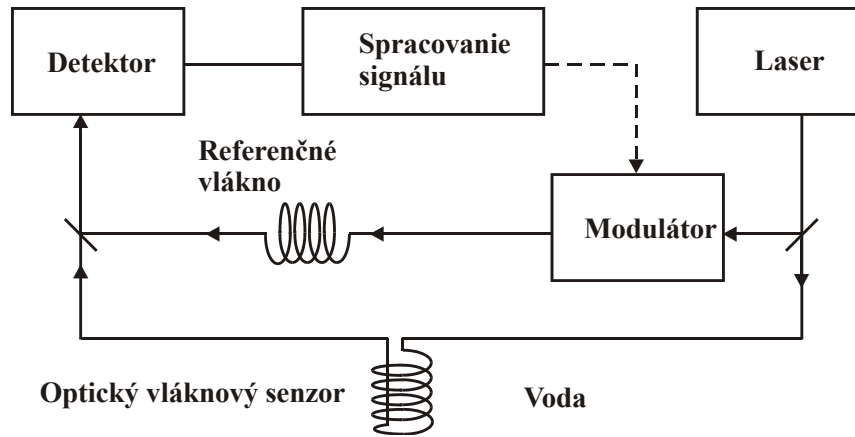 Detektor
Spracovanie
signálu
Laser
Referenčné
vlákno
Modulátor
Optický vláknový senzor
Voda